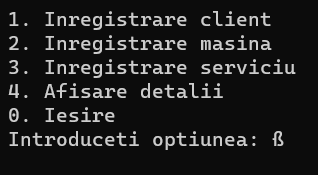 1. Inregistrare client
2. Inregistrare masina
3. Inregistrare serviciu
4. Afisare detalii
0. Iesire
Introduceti optiunea: ß